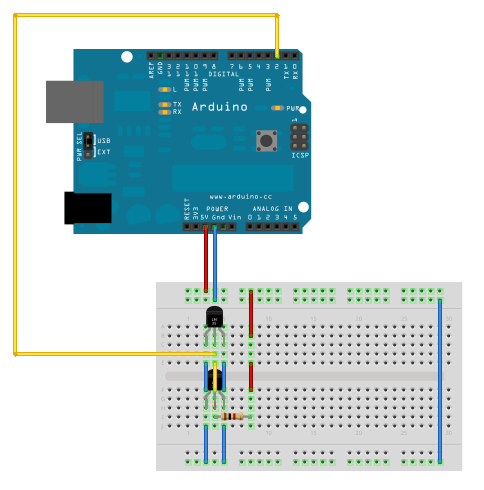 AREF
GND
13
12
11
10
9
8
7
6
5
4
3
2
1
0
PWM
PWM
PWM
PWM
PWM
PWM
TX
RX
DIGITAL
L
TX
RX
Arduino
PWR
1
ICSP
PWR SEL
USB
EXT
www.arduino.cc
POWER
ANALOG IN
RESET
3V3
5V
Gnd
Vin
0
1
2
3
4
5
LM
35
1
10
15
20
25
30